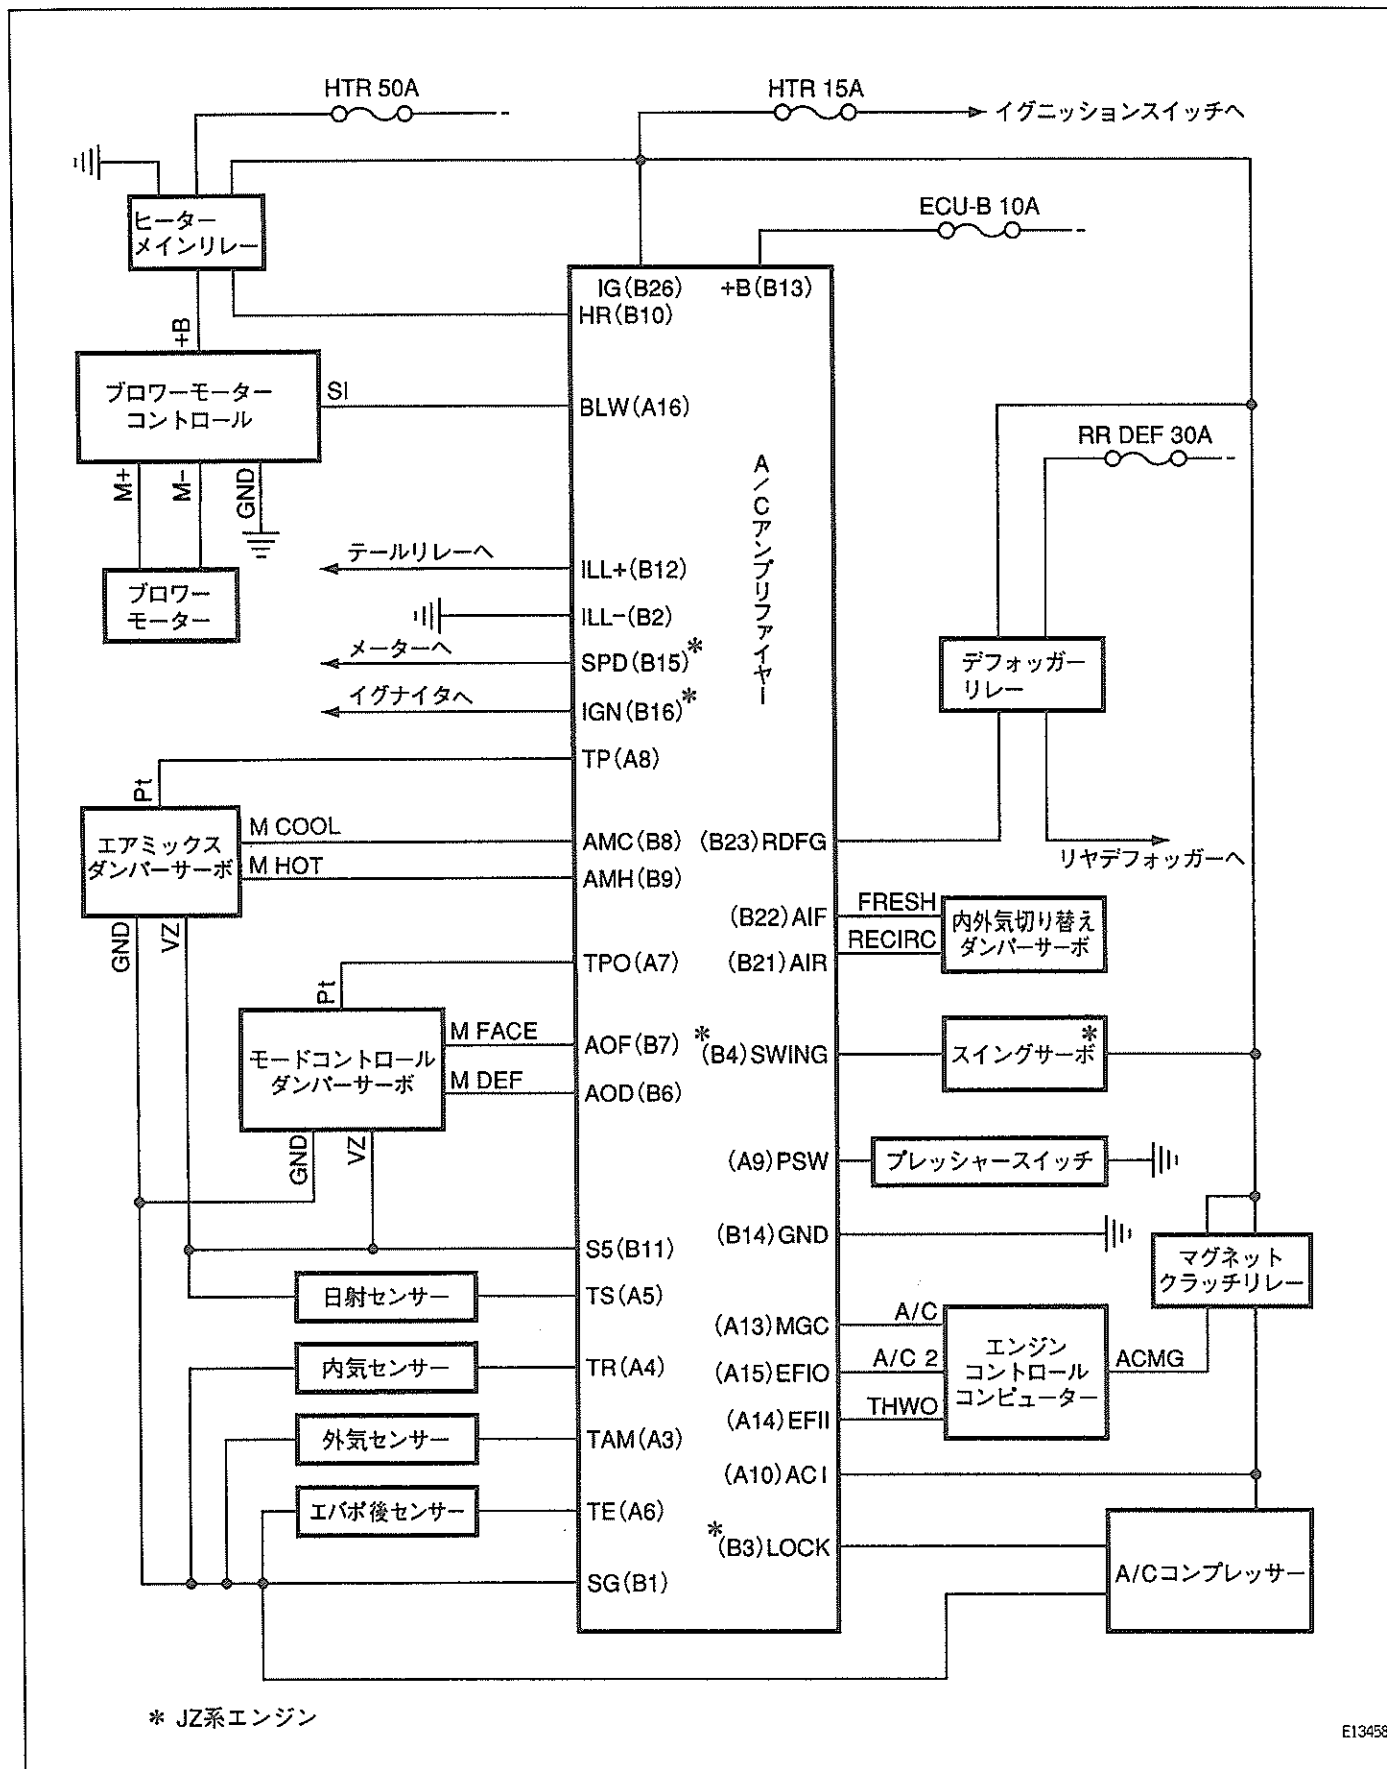 HTR 50A
HTR 15A
イグニッションスイッチへ
ヒーター
メインリレー
ECU-B 10A
IG(B26)
+B(B13)
HR(B10)
+B
ブロワーモーター
コントロール
SI
BLW(A16)
M+
M-
GND
ブロワー
モーター
A/Cアンプリファイヤー
RR DEF 30A
テールリレーへ
ILL+(B12)
ILL-(B2)
メーターへ
SPD(B15)*
イグナイタへ
IGN(B16)*
デフォッガー
リレー
TP(A8)
Pt
エアミックス
ダンパーサーボ
M COOL
AMC(B8)
(B23)RDFG
リヤデフォッガーへ
M HOT
AMH(B9)
GND
VZ
(B22)AIF
FRESH
(B21)AIR
RECIRC
内外気切り替え
ダンパーサーボ
TPO(A7)
Pt
モードコントロール
ダンパーサーボ
M FACE
AOF(B7)
*(B4)SWING
スイングサーボ*
M DEF
AOD(B6)
GND
VZ
(A9)PSW
プレッシャースイッチ
(B14)GND
S5(B11)
マグネット
クラッチリレー
日射センサー
TS(A5)
(A13)MGC
A/C
エンジン
コントロール
コンピューター
ACMG
内気センサー
TR(A4)
(A15)EFIO
A/C 2
(A14)EFII
THWO
外気センサー
TAM(A3)
(A10)ACI
エバポ後センサー
TE(A6)
*(B3)LOCK
A/Cコンプレッサー
SG(B1)
* JZ系エンジン
E13458